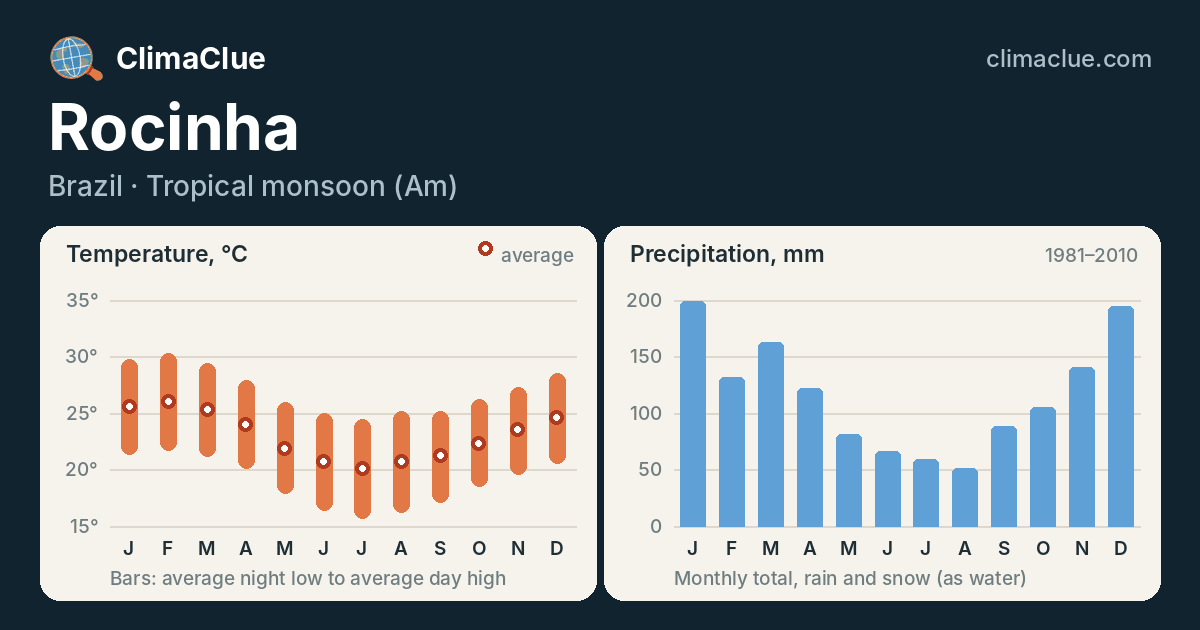 ClimaClue
climaclue.com
Rocinha
Brazil · Tropical monsoon (Am)
Temperature, °C
average
35°
30°
25°
20°
15°
J F M A M J J A S O N D
Bars: average night low to average day high
Precipitation, mm
1981–2010
200
150
100
50
0
J F M A M J J A S O N D
Monthly total, rain and snow (as water)